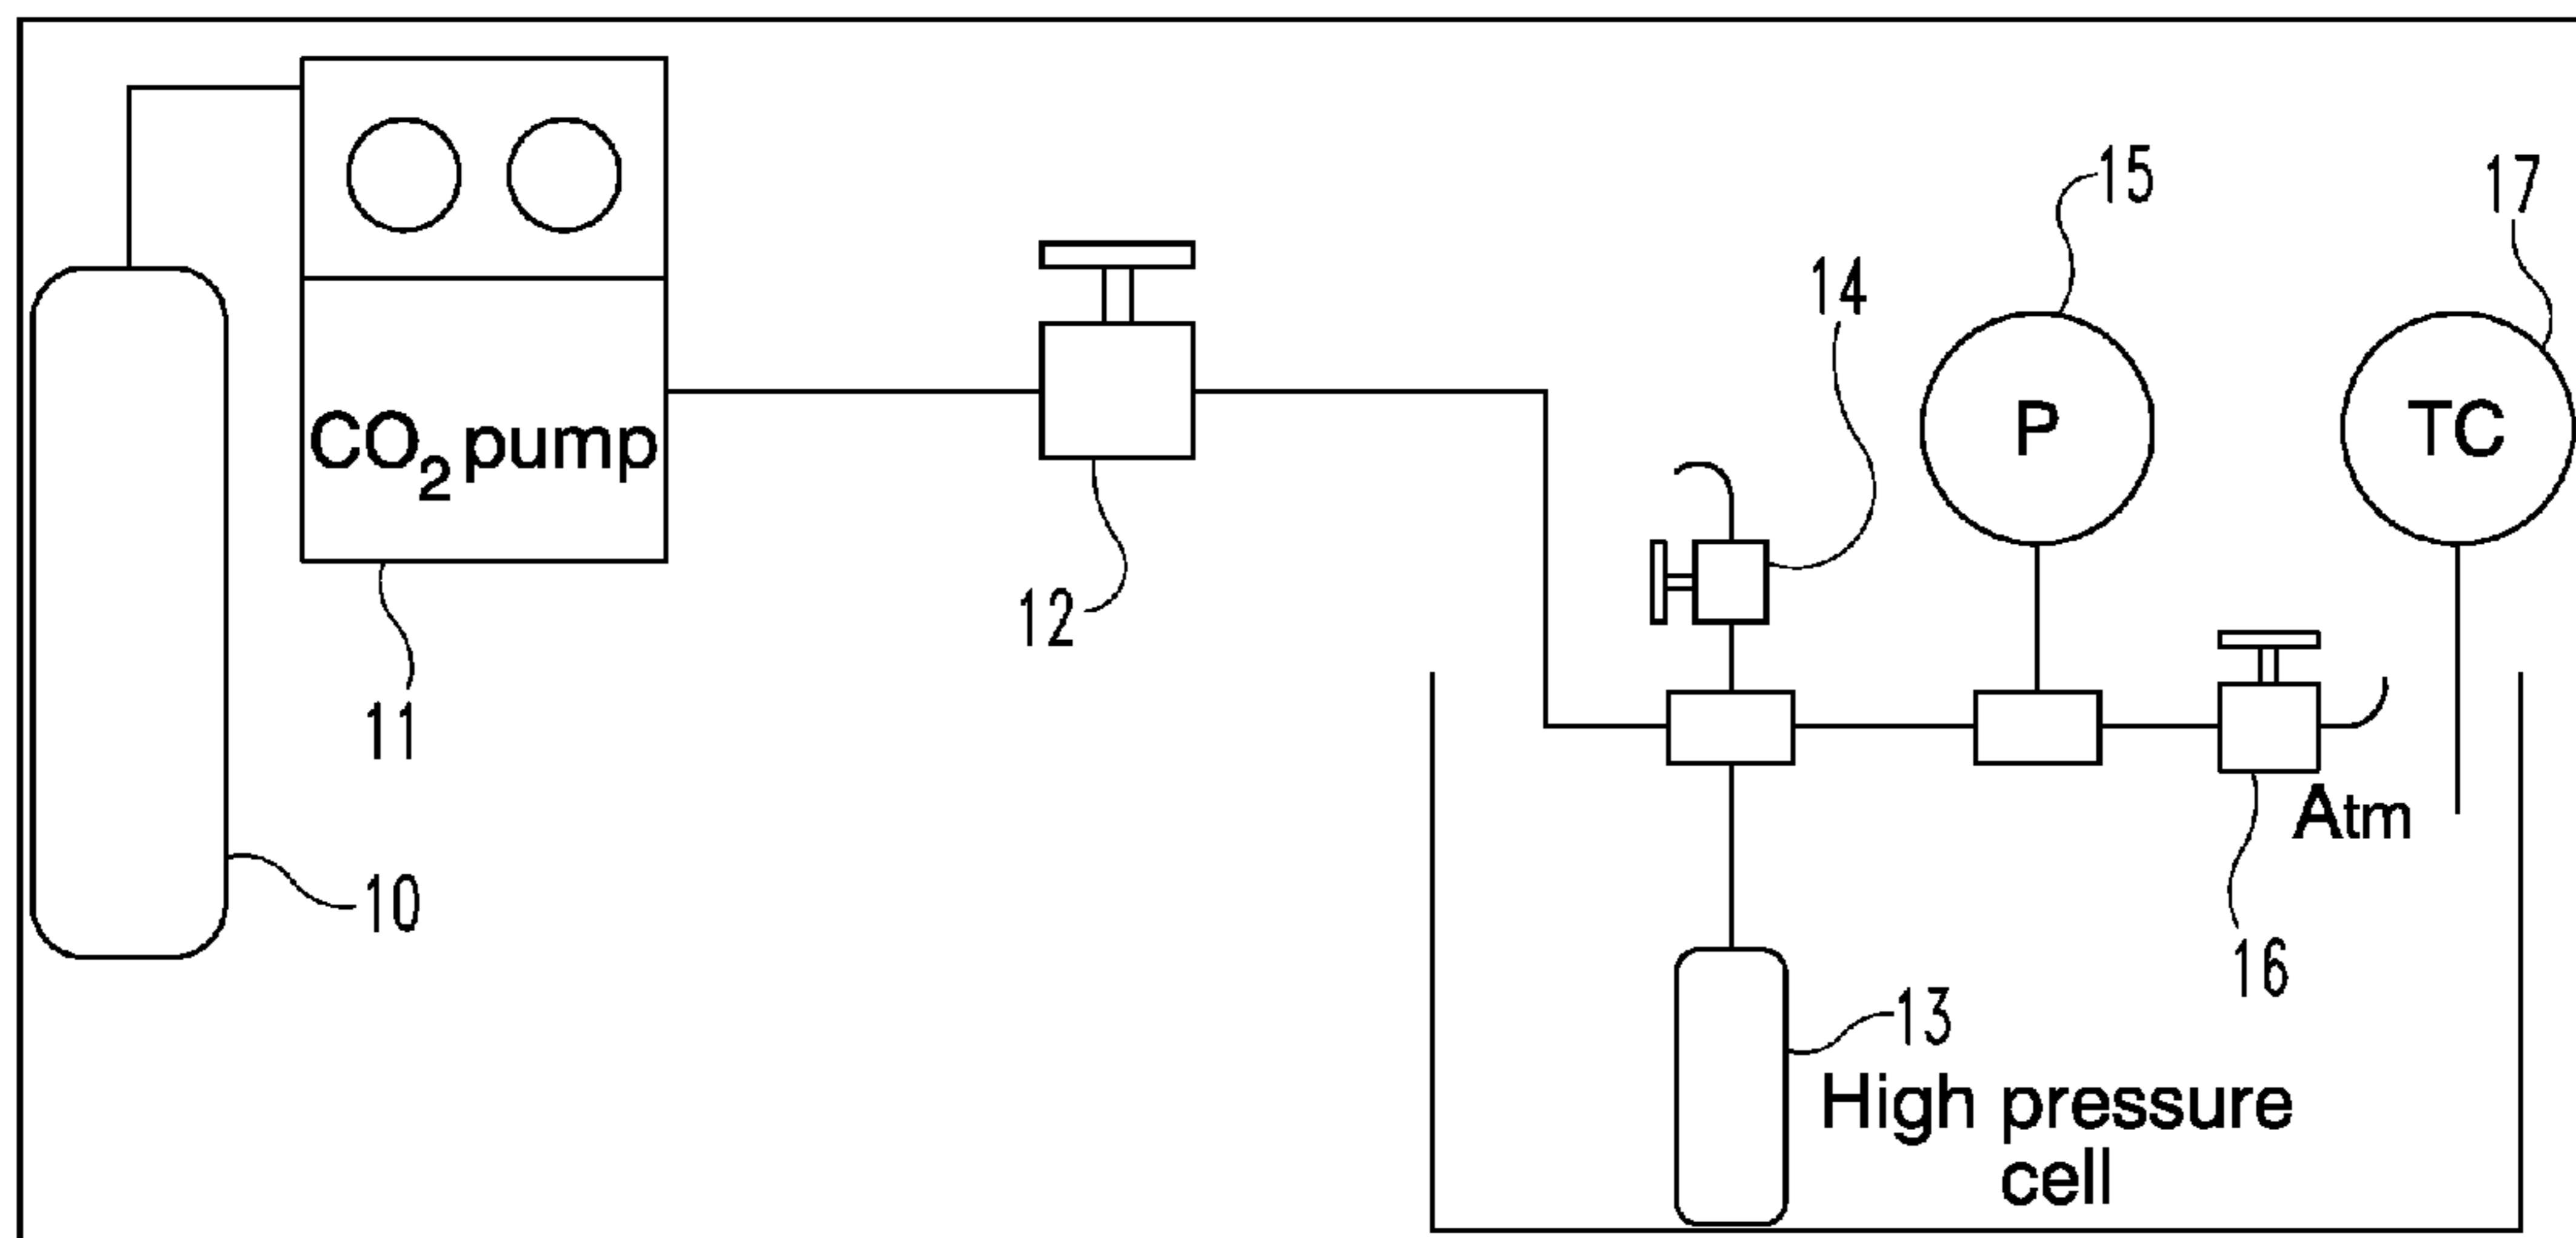 15
17
14
CO₂ pump
P
TC
12
11
Atm
10
16
13
High pressure
cell